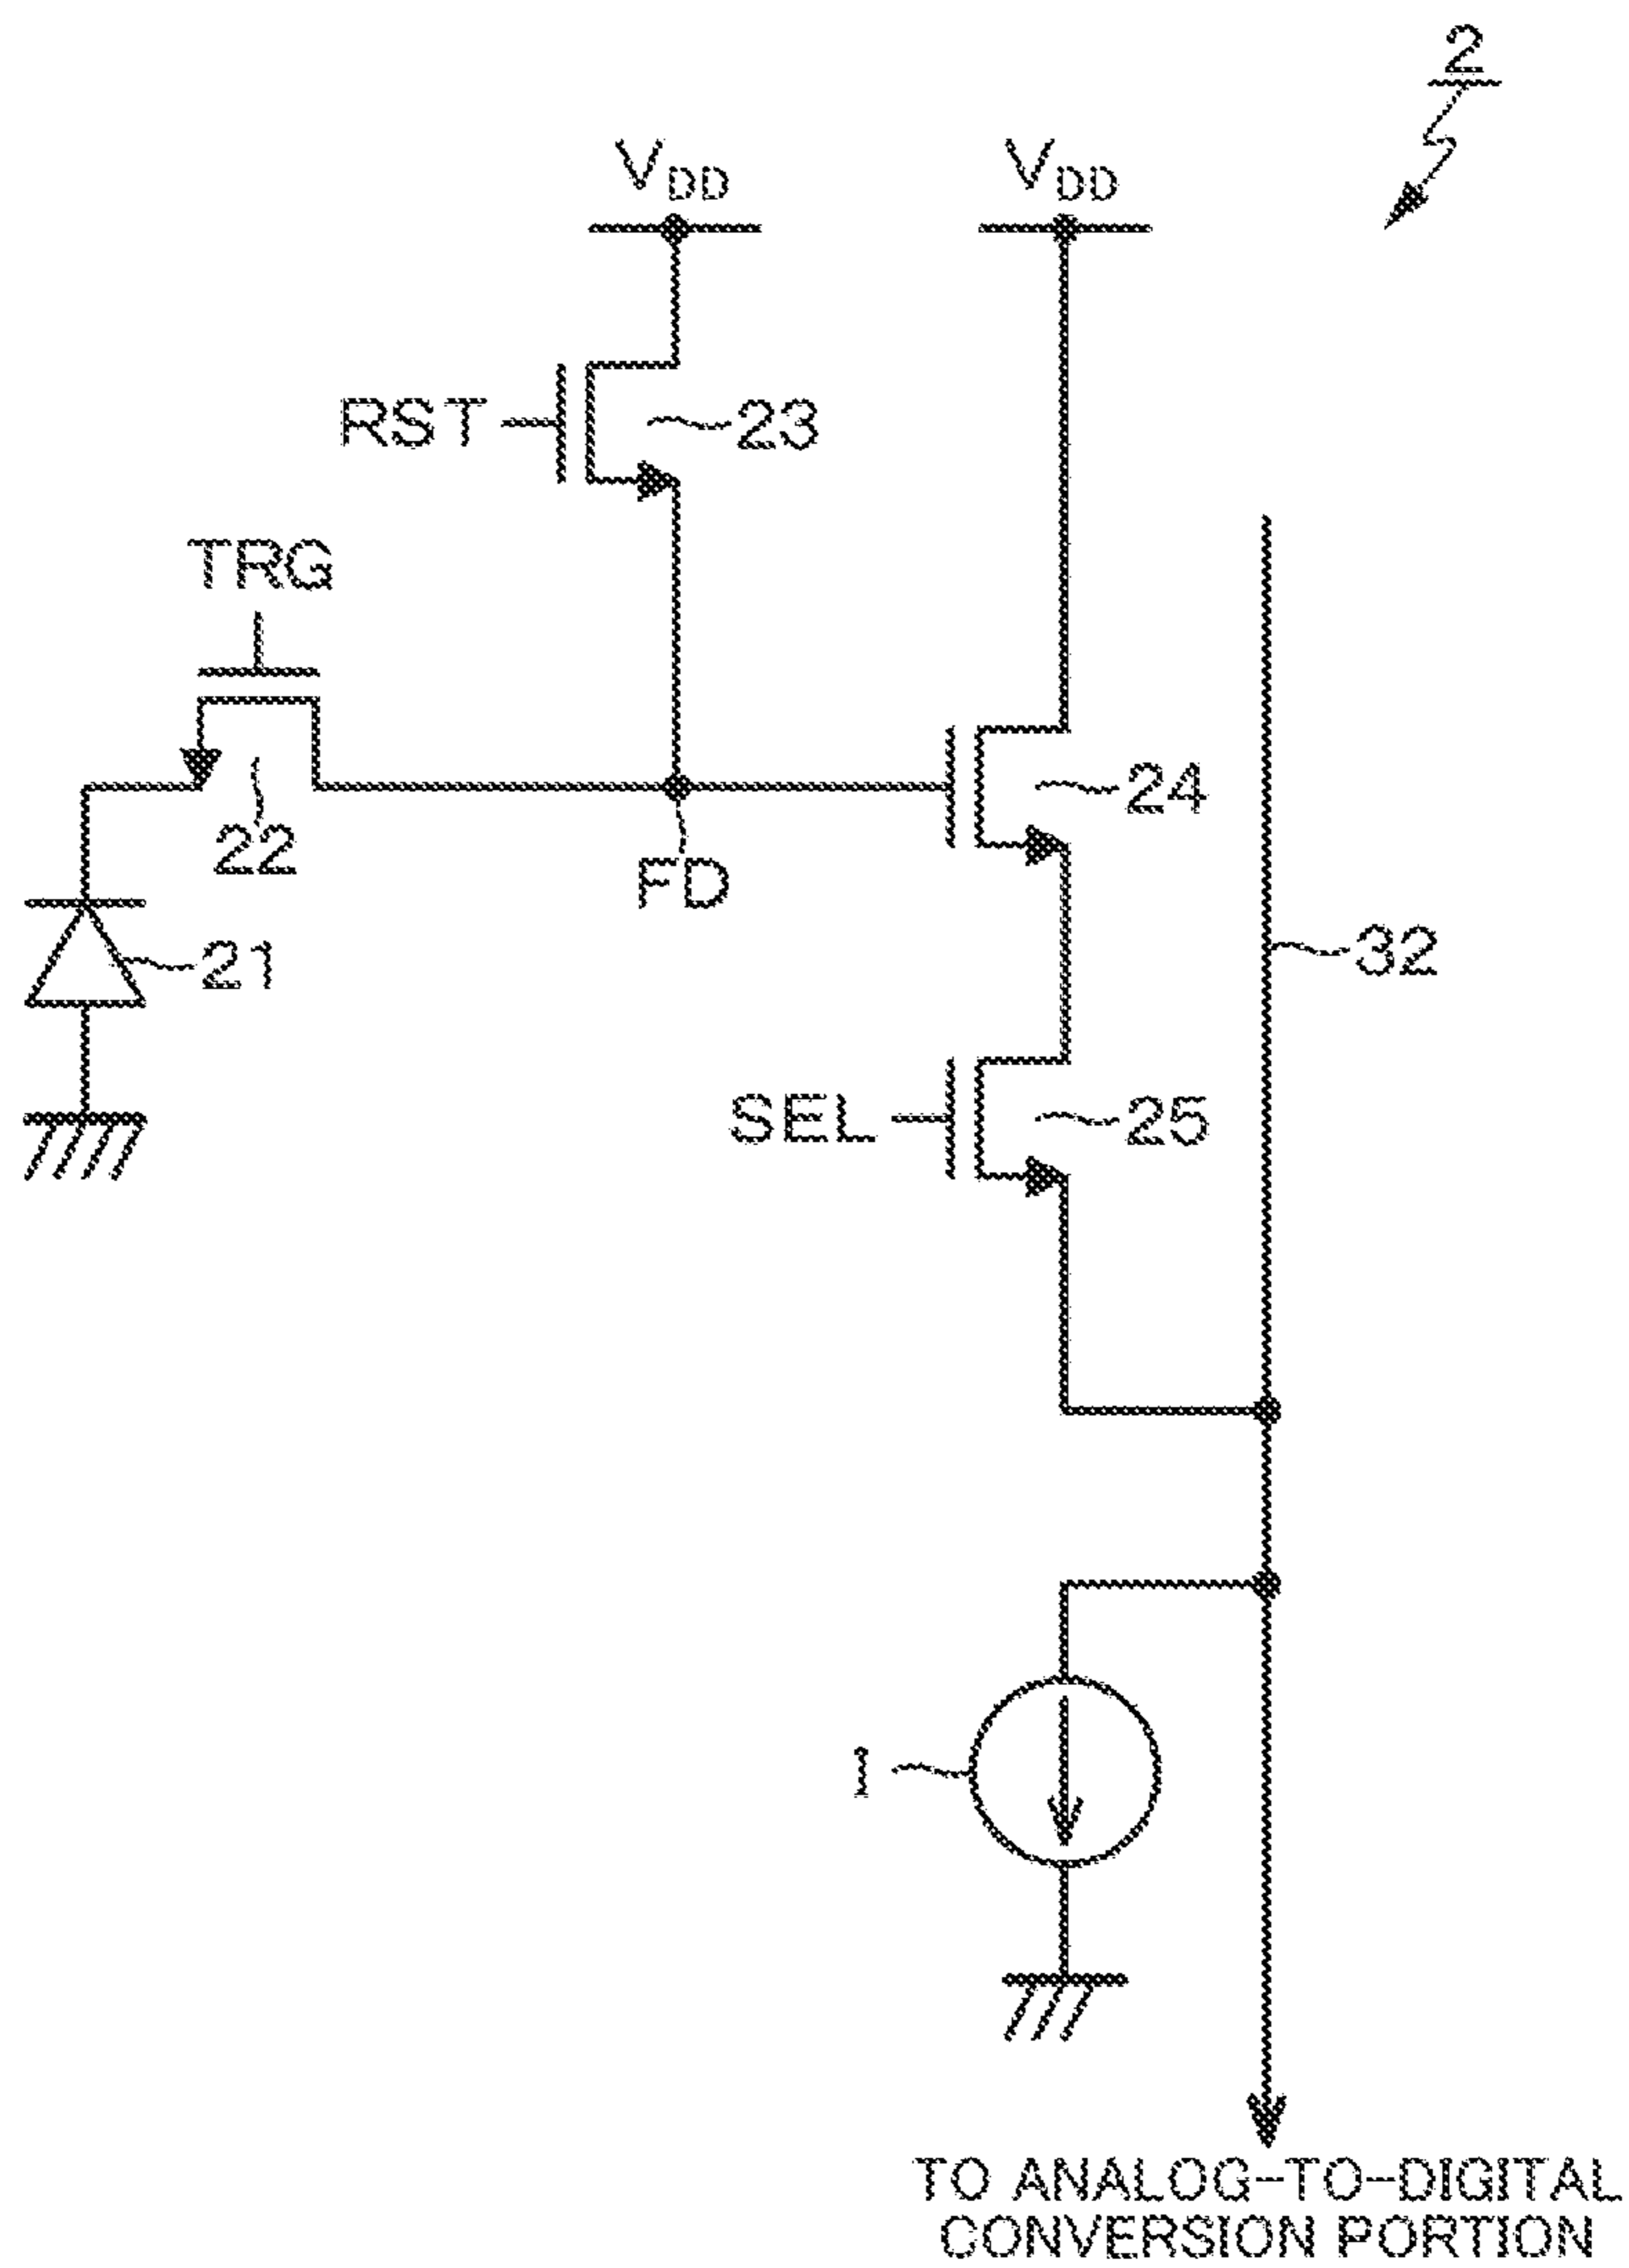 2
VDD
VDD
RST
23
TRG
22
24
FD
21
32
SEL
25
I
TO ANALOG-TO-DIGITAL
CONVERSION PORTION